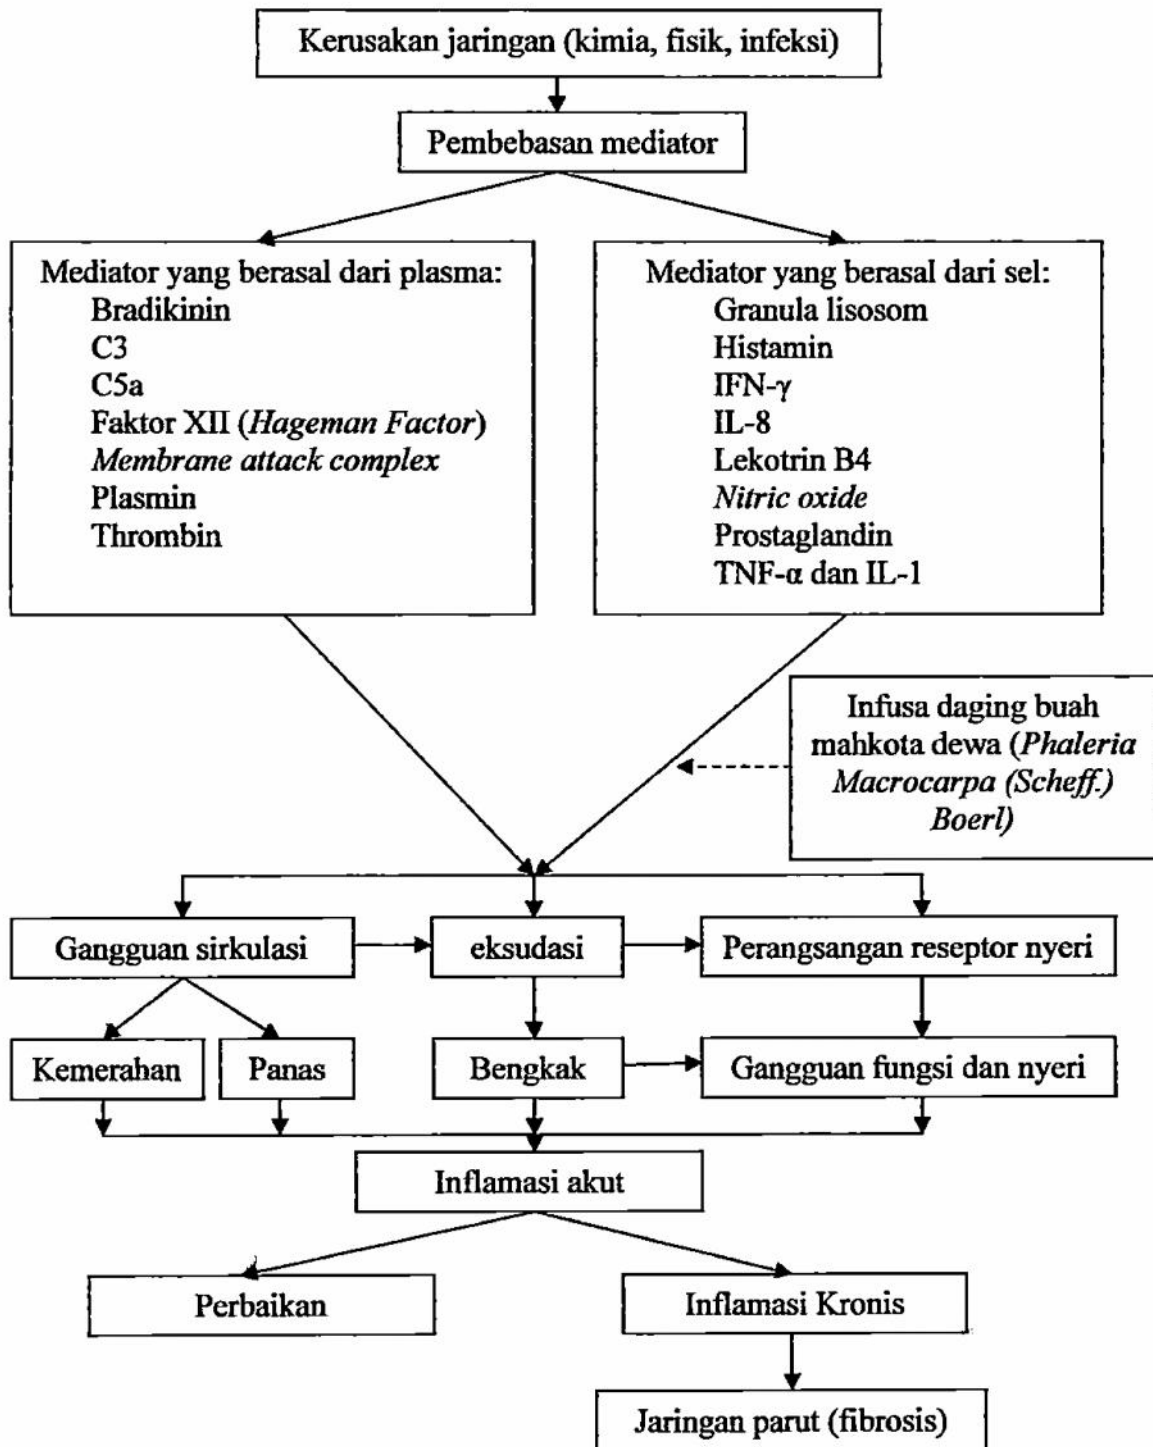 Kerusakan jaringan (kimia, fisik, infeksi)
Pembebasan mediator
Mediator yang berasal dari plasma:
Bradikinin
C3
C5a
Faktor XII (Hageman Factor)
Membrane attack complex
Plasmin
Thrombin
Mediator yang berasal dari sel:
Granula lisosom
Histamin
IFN-γ
IL-8
Lekotrin B4
Nitric oxide
Prostaglandin
TNF-α dan IL-1
Infusa daging buah
mahkota dewa (Phaleria
Macrocarpa (Scheff.)
Boerl)
Gangguan sirkulasi
eksudasi
Perangsangan reseptor nyeri
Kemerahan
Panas
Bengkak
Gangguan fungsi dan nyeri
Inflamasi akut
Perbaikan
Inflamasi Kronis
Jaringan parut (fibrosis)